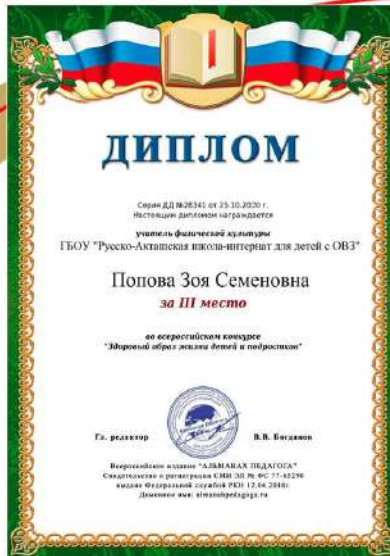 ДИПЛОМ
Серия ДД №28341 от 25.10.2020 г.
Настоящим дипломом награждается
учитель физической культуры
ГБОУ "Русско-Акташская школа-интернат для детей с ОВЗ"
Попова Зоя Семеновна
за III место
во всероссийском конкурсе
"Здоровый образ жизни детей и подростков"
Гл. редактор
В.В. Богданов
Всероссийское издание "АЛЬМАНАХ ПЕДАГОГА"
Свидетельство о регистрации СМИ ЭЛ № ФС 77-65290
выдано Федеральной службой РКН 12.04.2016г.
Доменное имя: almanahpedagoga.ru